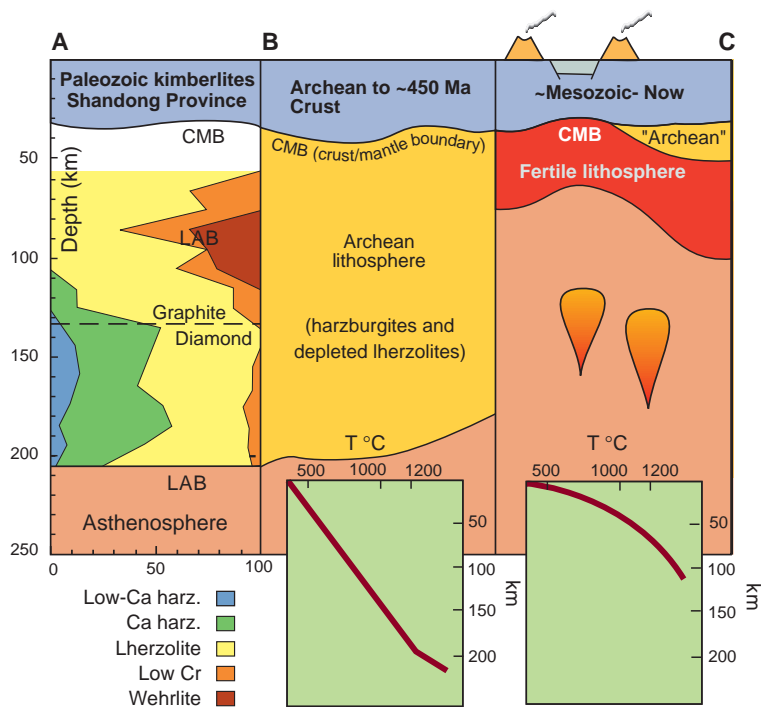 A
B
C
Paleozoic kimberlites
Shandong Province
Archean to ~450 Ma
Crust
~Mesozoic- Now
CMB
CMB (crust/mantle boundary)
CMB
"Archean"
Fertile lithosphere
Depth (km)
50
100
150
200
250
LAB
Graphite
Diamond
Archean
lithosphere
(harzburgites and
depleted lherzolites)
LAB
Asthenosphere
0
50
100
T °C
500
1000
1200
50
100
150
200
km
T °C
500
1000
1200
50
100
150
200
km
Low-Ca harz.
Ca harz.
Lherzolite
Low Cr
Wehrlite